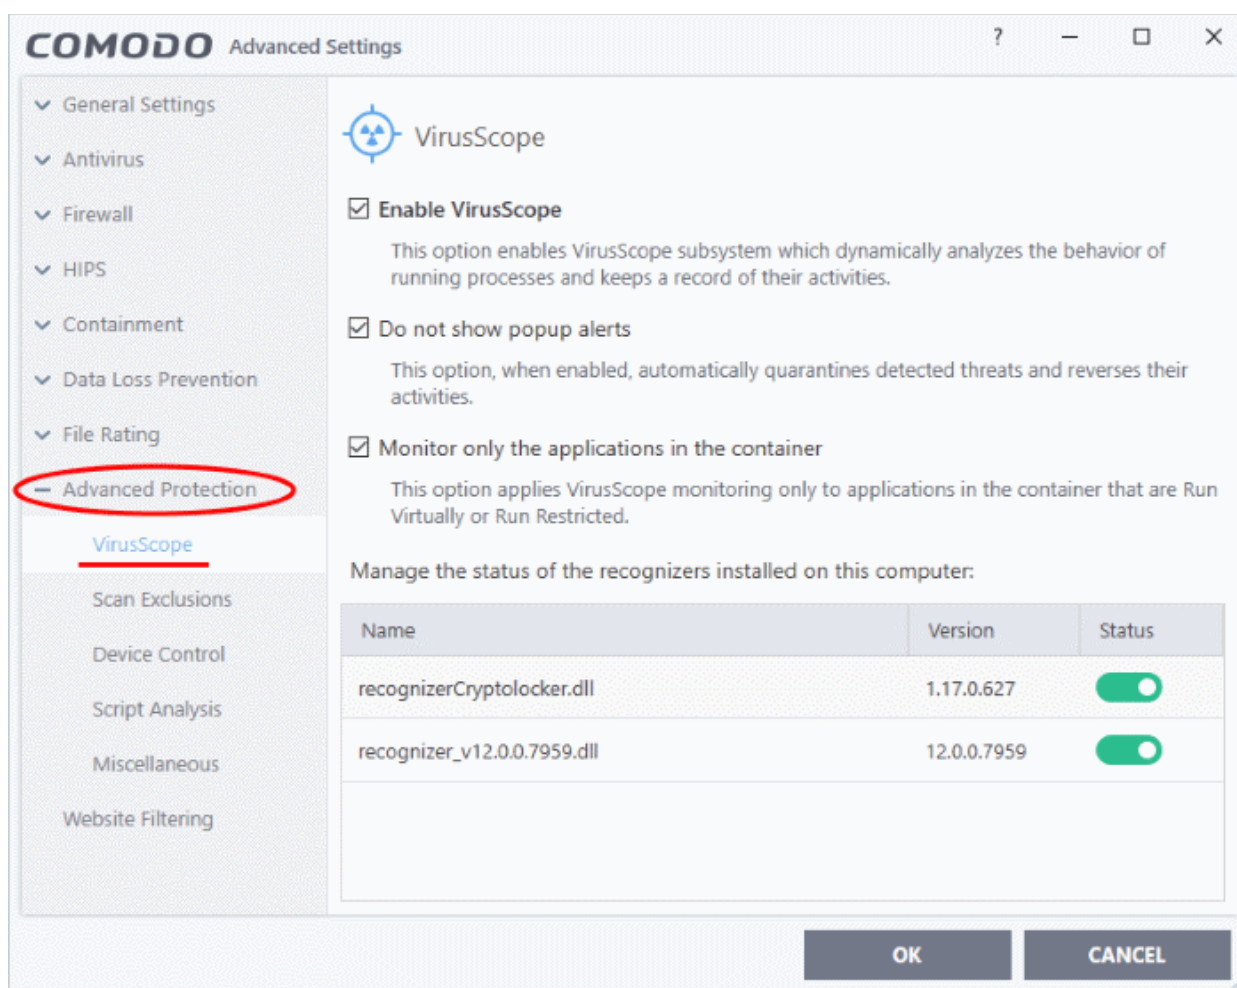 COMODO Advanced Settings
?
General Settings
Antivirus
Firewall
HIPS
Containment
Data Loss Prevention
File Rating
Advanced Protection
VirusScope
Scan Exclusions
Device Control
Script Analysis
Miscellaneous
Website Filtering
VirusScope
Enable VirusScope
This option enables VirusScope subsystem which dynamically analyzes the behavior of
running processes and keeps a record of their activities.
Do not show popup alerts
This option, when enabled, automatically quarantines detected threats and reverses their
activities.
Monitor only the applications in the container
This option applies VirusScope monitoring only to applications in the container that are Run
Virtually or Run Restricted.
Manage the status of the recognizers installed on this computer:
Name Version Status
recognizerCryptolocker.dll 1.17.0.627
recognizer_v12.0.0.7959.dll 12.0.0.7959
OK CANCEL